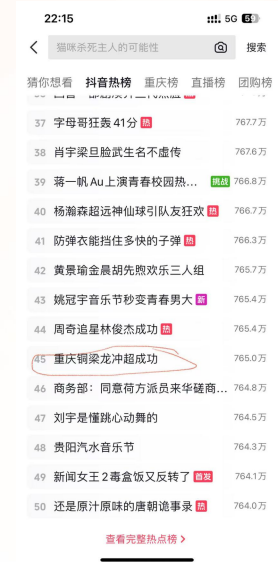 22:15
5G 59
猫咪杀死主人的可能性
搜索
猜你想看 抖音热榜 重庆榜 直播榜 团购榜
37 字母哥狂轰41分 热 767.7万
38 肖宇梁旦脸武生名不虚传 767.6万
39 蒋一帆Au上演青春校园热... 挑战 766.8万
40 杨瀚森超远神仙球引队友狂欢 热 766.7万
41 防弹衣能挡住多快的子弹 热 766.3万
42 黄景瑜金晨胡先煦欢乐三人组 765.7万
43 姚冠宇音乐节秒变青春男大 新 765.4万
44 周奇追星林俊杰成功 热 765.4万
45 重庆铜梁龙冲超成功 765.0万
46 商务部：同意荷方派员来华磋商... 764.8万
47 刘宇是懂跳心动舞的 764.5万
48 贵阳汽水音乐节 764.3万
49 新闻女王2毒盒饭又反转了 首发 764.1万
50 还是原汁原味的唐朝诡事录 热 764.0万
查看完整热点榜 >